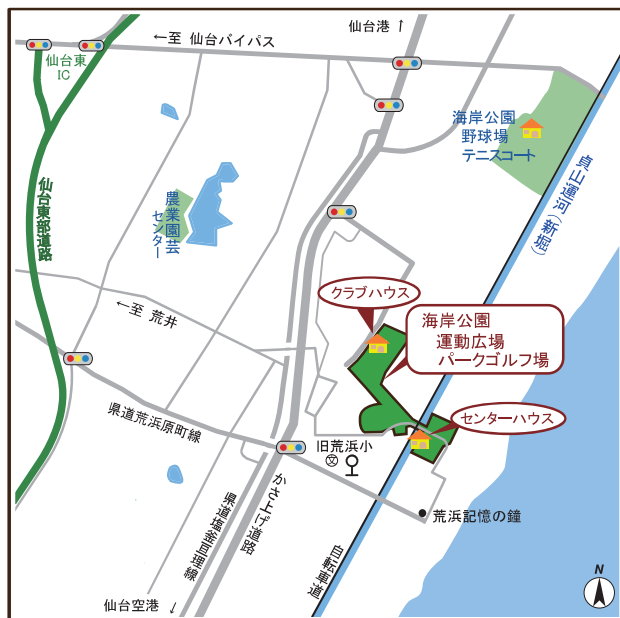 仙台港 ↑
←至 仙台バイパス
仙台東
IC
海岸公園
野球場
テニスコート
仙台東部道路
農業園芸
センター
貞山運河(新堀)
クラブハウス
←至 荒井
海岸公園
運動広場
パークゴルフ場
センターハウス
県道荒浜原町線
旧荒浜小
文
かさ上げ道路
県道塩釜亘理線
荒浜記憶の鐘
自転車道
仙台空港 ↓
N